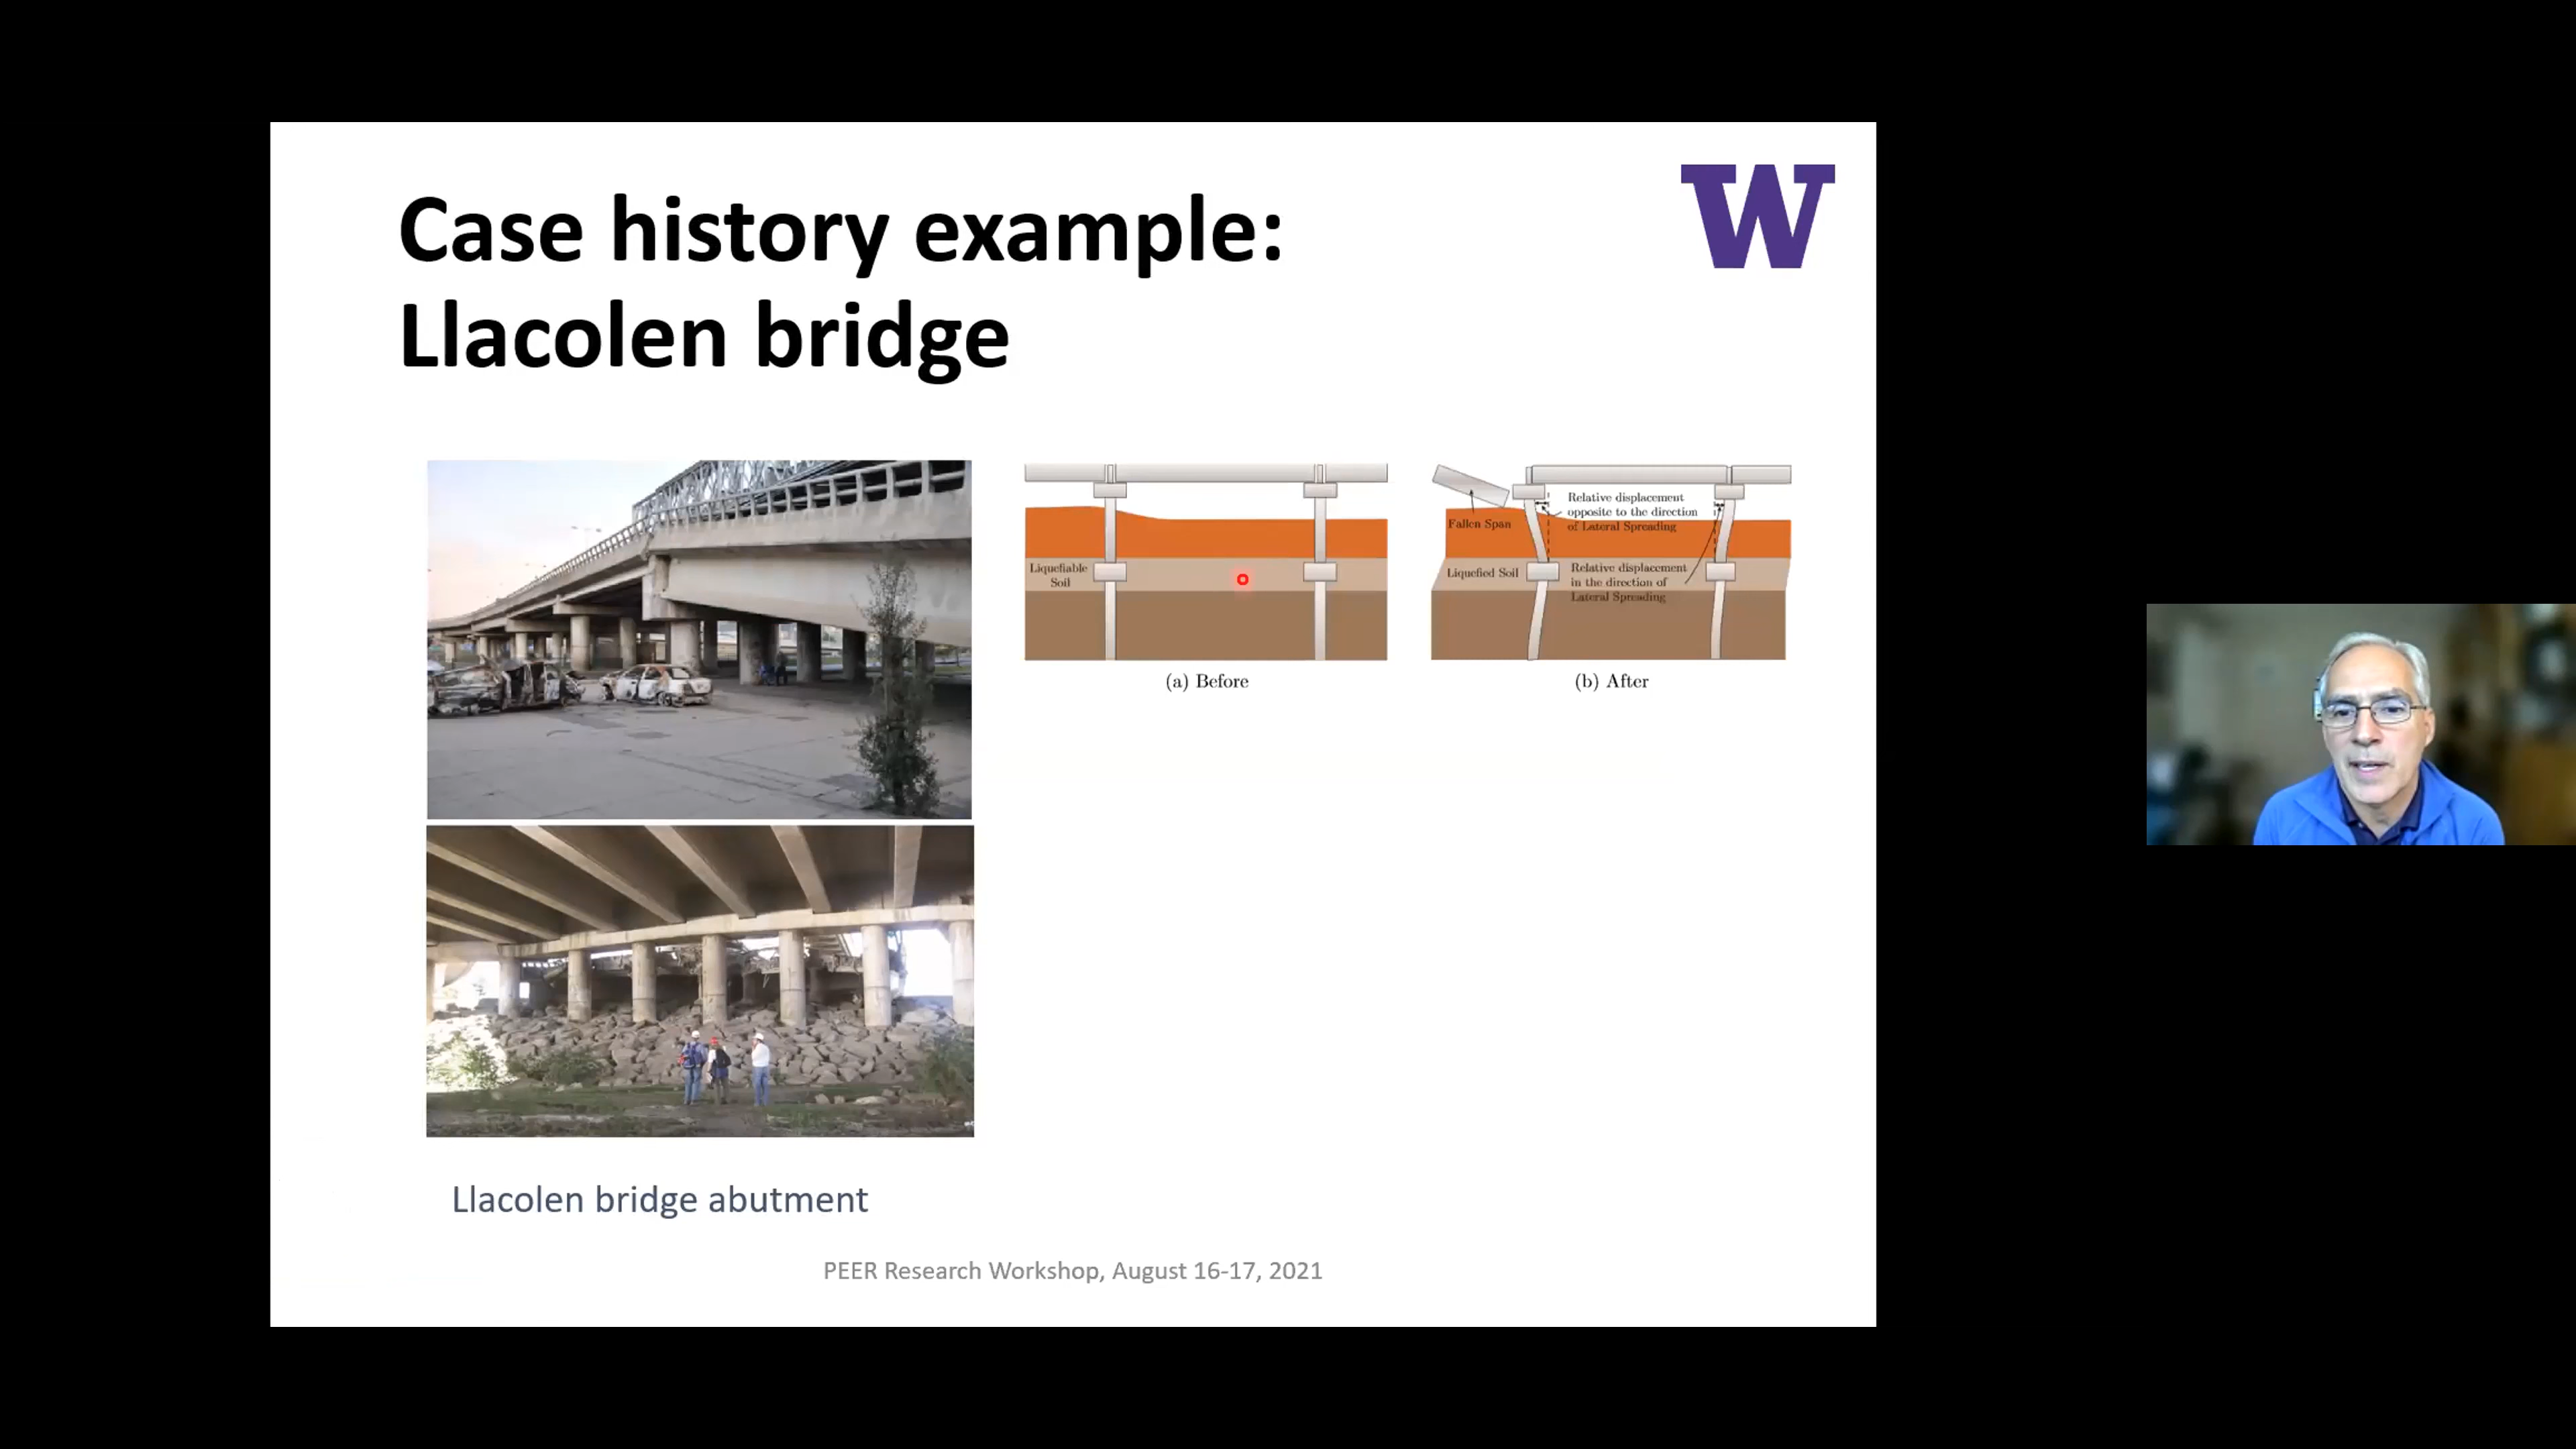 Case history example:
Llacolen bridge
W
Liquefiable
Soil
(a) Before
Fallen Span
Relative displacement
opposite to the direction
of Lateral Spreading
Liquefied Soil
Relative displacement
in the direction of
Lateral Spreading
(b) After
Llacolen bridge abutment
PEER Research Workshop, August 16-17, 2021